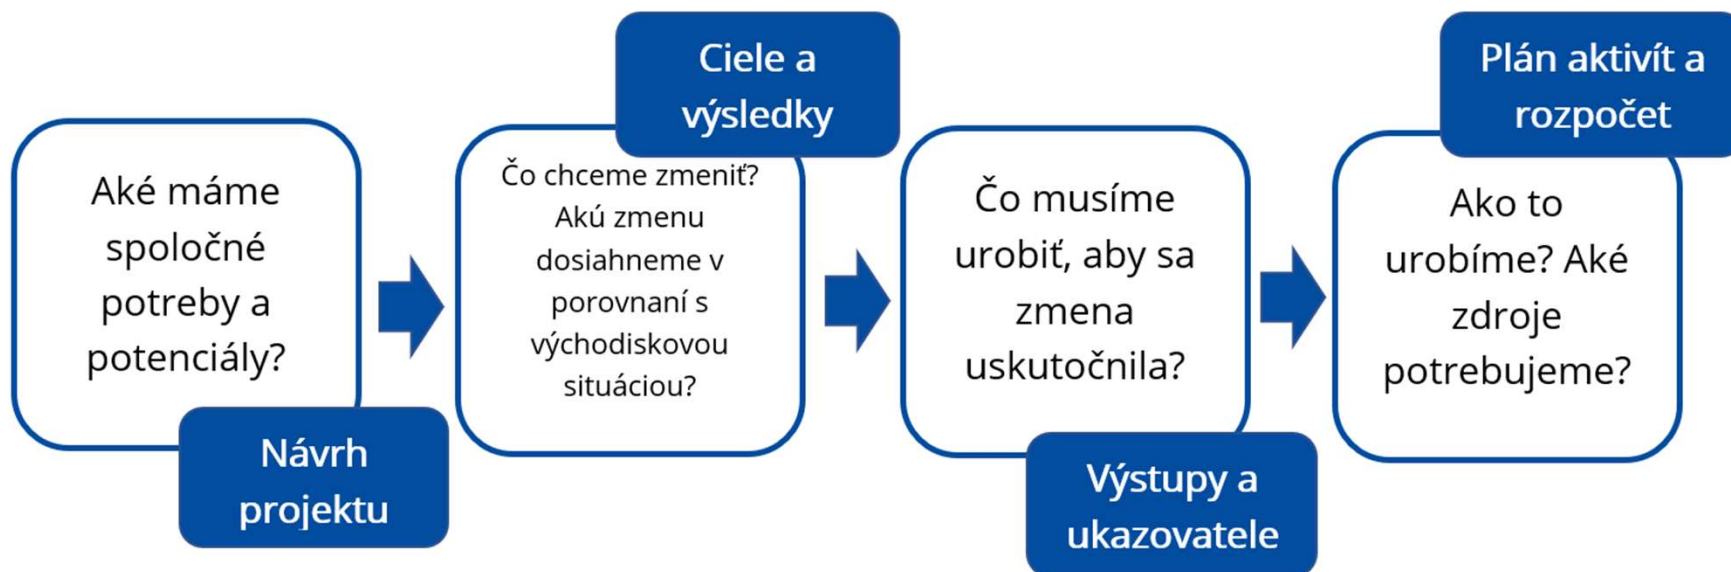 Aké máme
spoločné
potreby a
potenciály?
Návrh
projektu
Ciele a
výsledky
Čo chceme zmeniť?
Akú zmenu
dosiahneme v
porovnaní s
východiskovou
situáciou?
Čo musíme
urobiť, aby sa
zmena
uskutočnila?
Výstupy a
ukazovatele
Plán aktivít a
rozpočet
Ako to
urobíme? Aké
zdroje
potrebujeme?